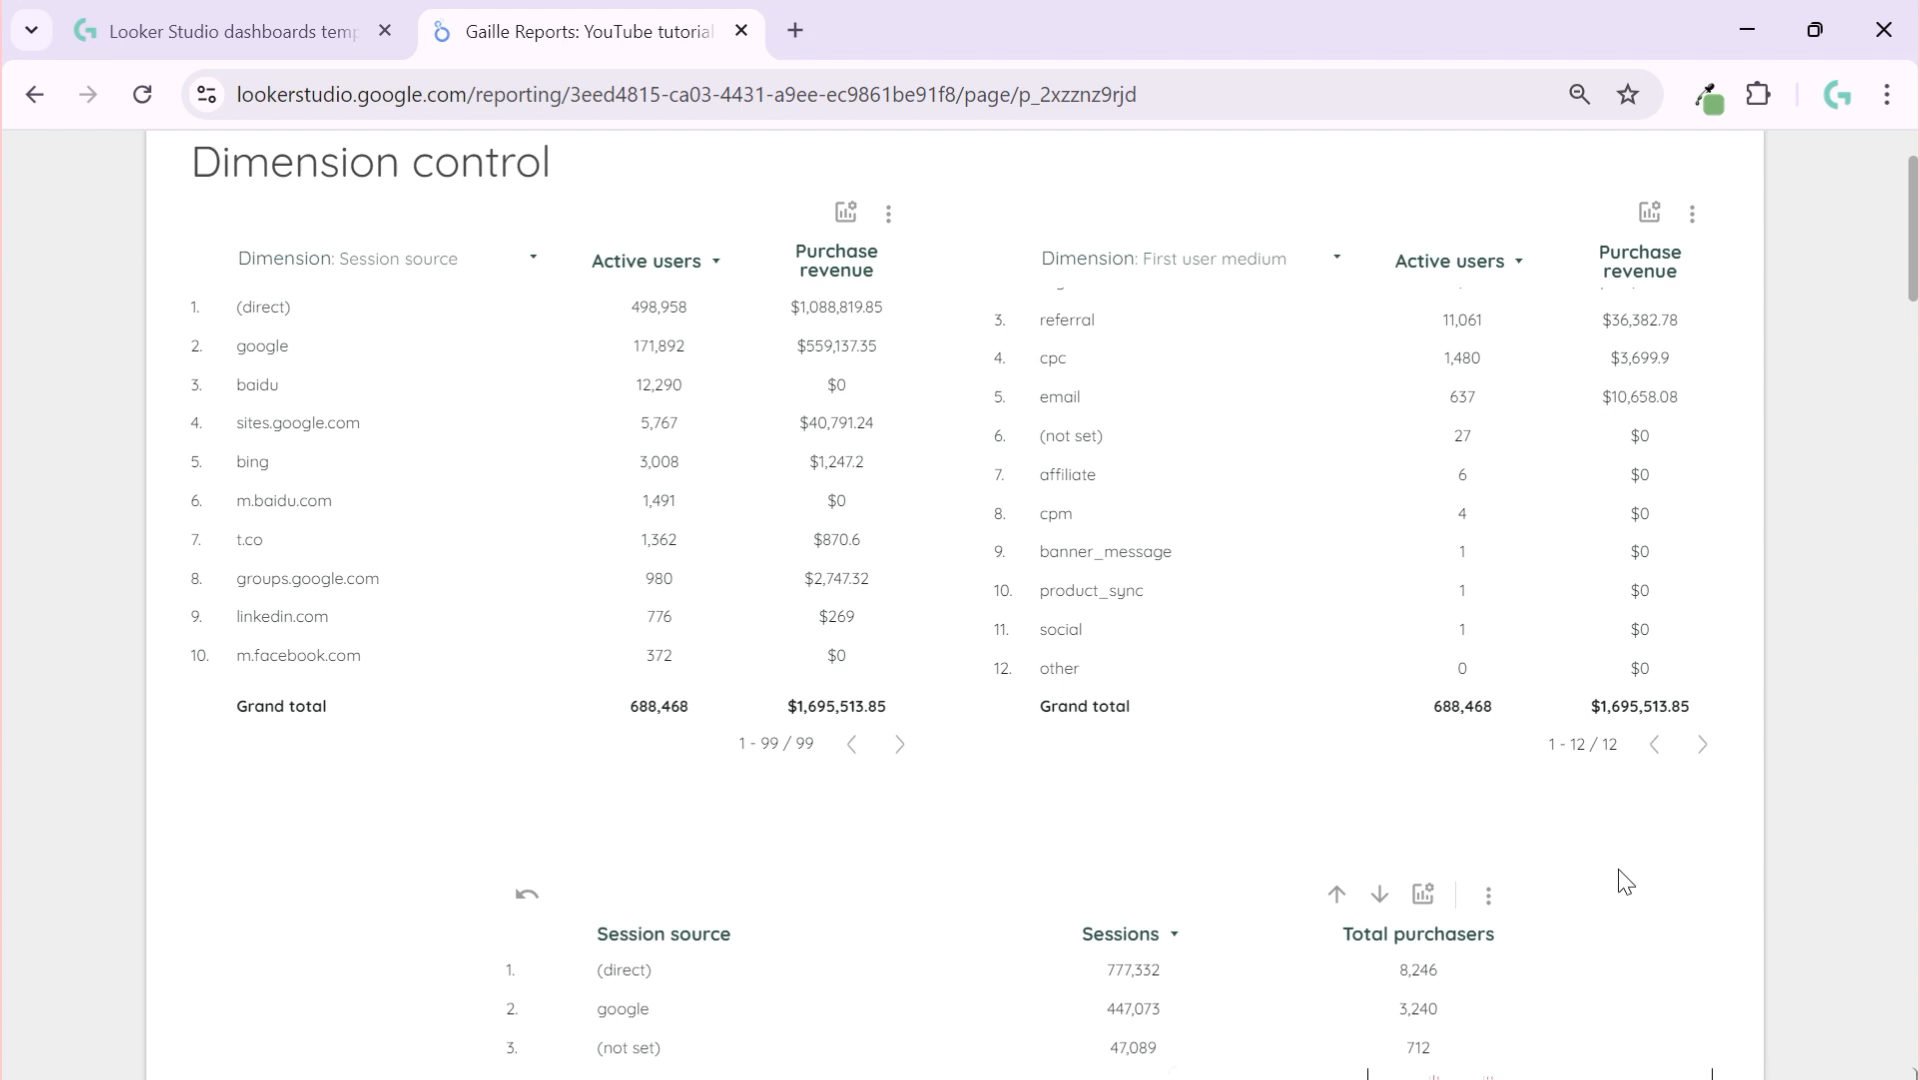 Looker Studio dashboards temp
Gaille Reports: YouTube tutorial
lookerstudio.google.com/reporting/3eed4815-ca03-4431-a9ee-ec9861be91f8/page/p_2xzznz9rjd
Dimension control
Dimension: Session source Active users Purchase revenue
1. (direct) 498,958 $1,088,819.85
2. google 171,892 $559,137.35
3. baidu 12,290 $0
4. sites.google.com 5,767 $40,791.24
5. bing 3,008 $1,247.2
6. m.baidu.com 1,491 $0
7. t.co 1,362 $870.6
8. groups.google.com 980 $2,747.32
9. linkedin.com 776 $269
10. m.facebook.com 372 $0
Grand total 688,468 $1,695,513.85
1 - 99 / 99
Dimension: First user medium Active users Purchase revenue
3. referral 11,061 $36,382.78
4. cpc 1,480 $3,699.9
5. email 637 $10,658.08
6. (not set) 27 $0
7. affiliate 6 $0
8. cpm 4 $0
9. banner_message 1 $0
10. product_sync 1 $0
11. social 1 $0
12. other 0 $0
Grand total 688,468 $1,695,513.85
1 - 12 / 12
Session source Sessions Total purchasers
1. (direct) 777,332 8,246
2. google 447,073 3,240
3. (not set) 47,089 712